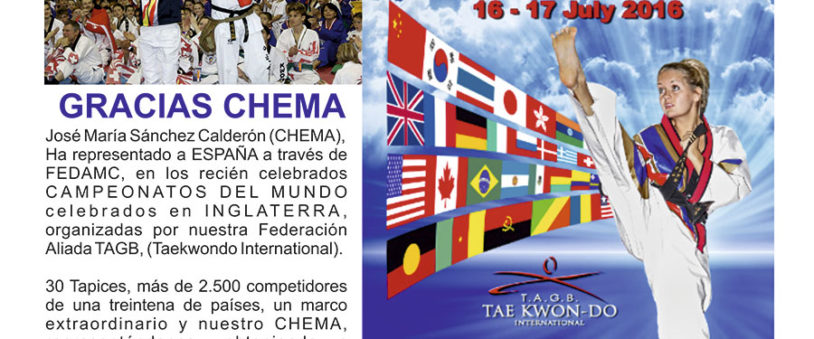 GRACIAS CHEMA
José María Sánchez Calderón (CHEMA),
Ha representado a ESPAÑA a través de
FEDAMC, en los recién celebrados
CAMPEONATOS DEL MUNDO
celebrados en INGLATERRA,
organizadas por nuestra Federación
Aliada TAGB, (Taekwondo International).
30 Tapices, más de 2.500 competidores
de una treintena de países, un marco
extraordinario y nuestro CHEMA,
16 - 17 July 2016
T.A.G.B.
TAE KWON-DO
INTERNATIONAL